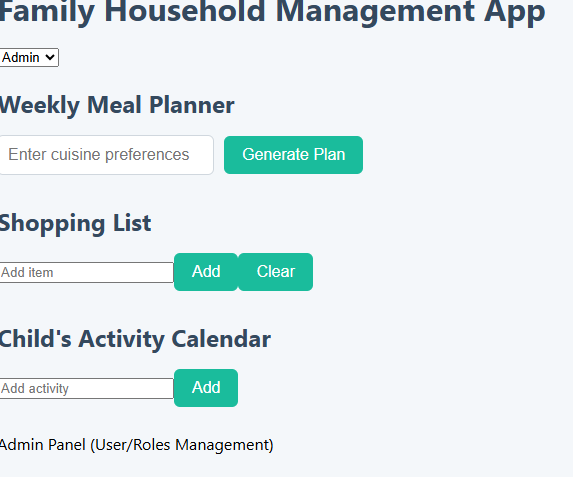 Family Household Management App
Admin
Weekly Meal Planner
Enter cuisine preferences Generate Plan
Shopping List
Add item Add Clear
Child's Activity Calendar
Add activity Add
Admin Panel (User/Roles Management)